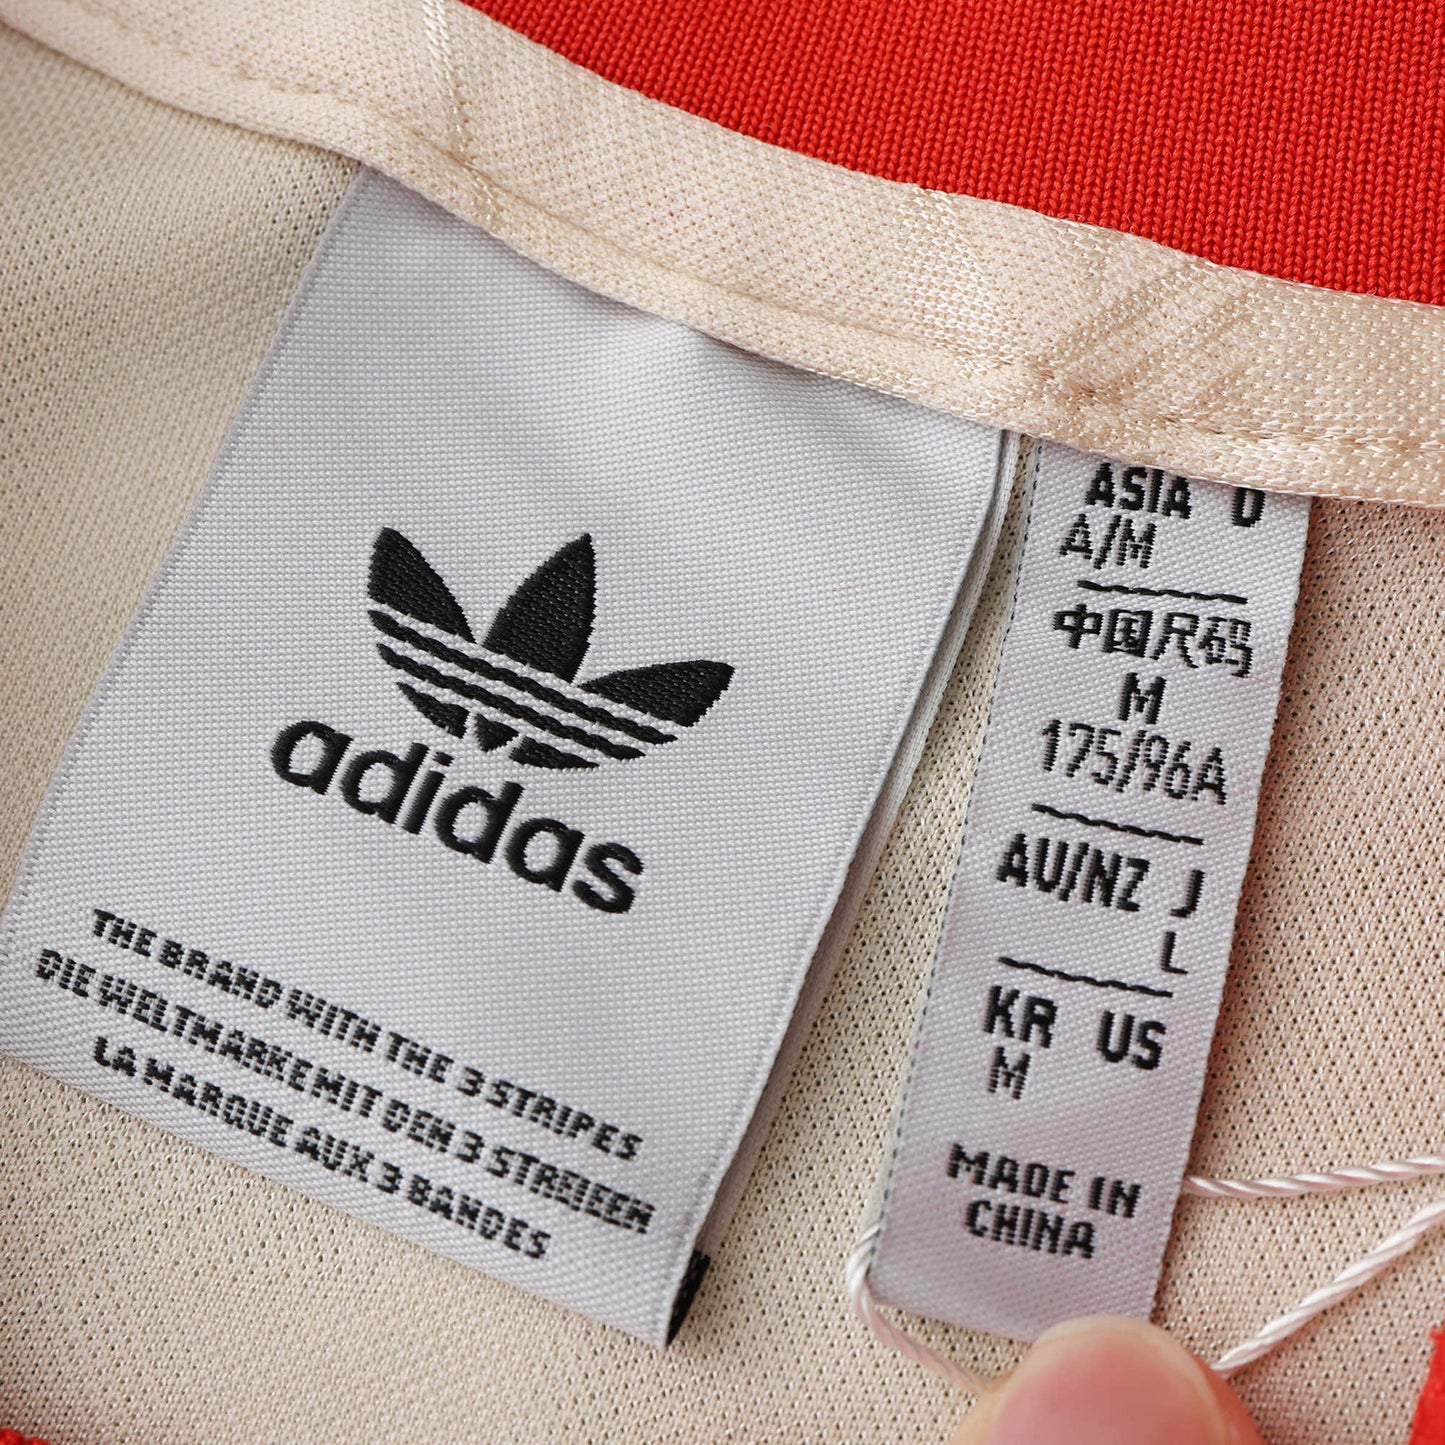 adidas
THE BRAND WITH THE 3 STRIPES
DIE WELTMARKE MIT DEN 3 STREIFEN
LA MARQUE AUX 3 BANDES
ASIA D
A/M
中国尺码
M
175/96A
AU/NZ J
L
KR US
M
MADE IN
CHINA